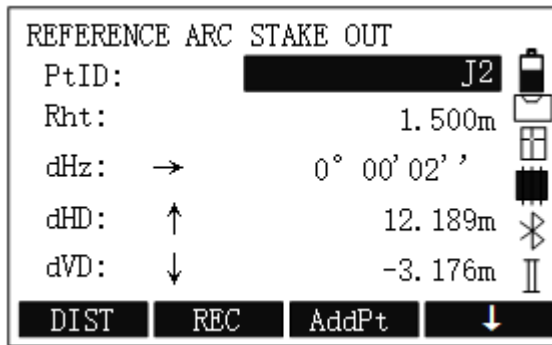 REFERENCE ARC STAKE OUT
PtID: J2
Rht: 1.500m
dHz: → 0° 00'02''
dHD: ↑ 12.189m
dVD: ↓ -3.176m
DIST REC AddPt ↓